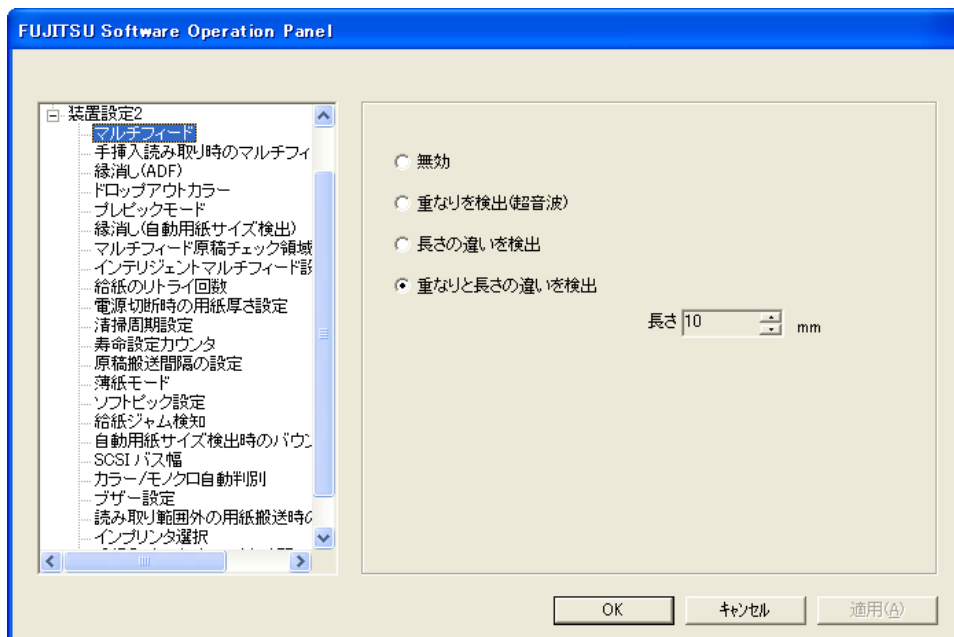 FUJITSU Software Operation Panel
装置設定2
マルチフィード
手挿入読み取り時のマルチフィ
縁消し(ADF)
ドロップアウトカラー
プレピックモード
縁消し(自動用紙サイズ検出)
マルチフィード原稿チェック領域
インテリジェントマルチフィード設
給紙のリトライ回数
電源切断時の用紙厚さ設定
清掃周期設定
寿命設定カウンタ
原稿搬送間隔の設定
薄紙モード
ソフトピック設定
給紙ジャム検知
自動用紙サイズ検出時のバウン
SCSI バス幅
カラー/モノクロ自動判別
ブザー設定
読み取り範囲外の用紙搬送時の
インプリンタ選択
無効
重なりを検出(超音波)
長さの違いを検出
重なりと長さの違いを検出
長さ 10 mm
OK キャンセル 適用(A)